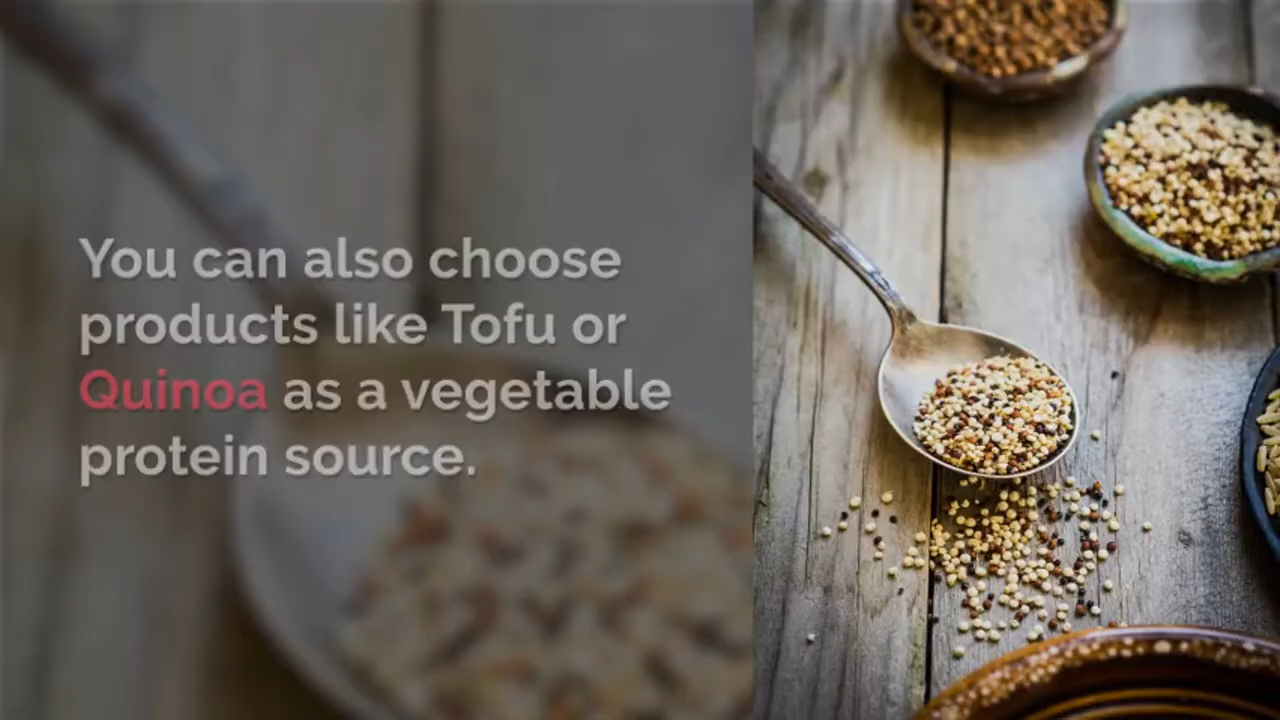 You can also choose
products like Tofu or
Quinoa as a vegetable
protein source.